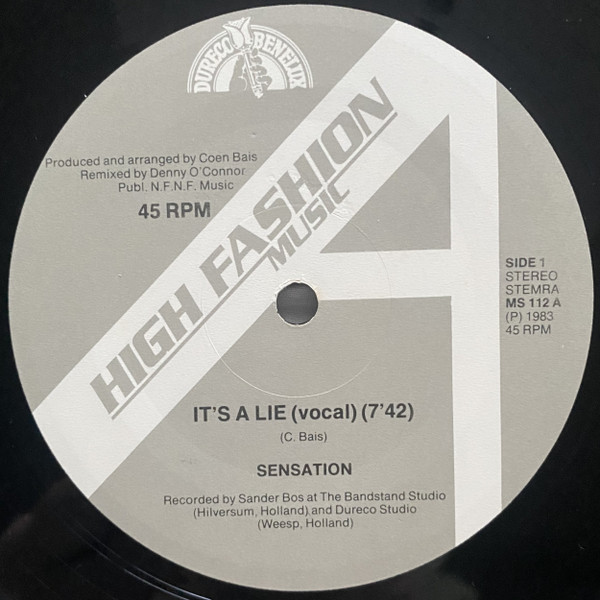 DURECO BENELUX
Produced and arranged by Coen Bais
Remixed by Denny O'Connor
Publ. N.F.N.F. Music
45 RPM
HIGH FASHION
MUSIC
SIDE 1
STEREO
STEMRA
MS 112 A
(P) 1983
45 RPM
IT'S A LIE (vocal) (7'42)
(C. Bais)
SENSATION
Recorded by Sander Bos at The Bandstand Studio
(Hilversum, Holland) and Dureco Studio
(Weesp, Holland)